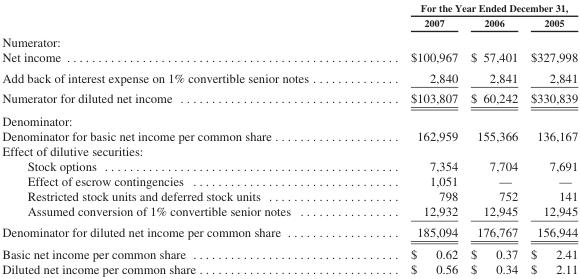 For the Year Ended December 31,
2007 2006 2005
Numerator:
Net income . . . . . . . . . . . . . . . . . . . . . . . . . . . . . . . . . . . . . . . . . . . . . . . . $100,967 $ 57,401 $327,998
Add back of interest expense on 1% convertible senior notes . . . . . . . . . . . . . 2,840 2,841 2,841
Numerator for diluted net income . . . . . . . . . . . . . . . . . . . . . . . . . . . . . . . . $103,807 $ 60,242 $330,839
Denominator:
Denominator for basic net income per common share . . . . . . . . . . . . . . . . . . 162,959 155,366 136,167
Effect of dilutive securities:
Stock options . . . . . . . . . . . . . . . . . . . . . . . . . . . . . . . . . . . . . . . . . . . 7,354 7,704 7,691
Effect of escrow contingencies . . . . . . . . . . . . . . . . . . . . . . . . . . . . . . 1,051 — —
Restricted stock units and deferred stock units . . . . . . . . . . . . . . . . . . . 798 752 141
Assumed conversion of 1% convertible senior notes . . . . . . . . . . . . . . . 12,932 12,945 12,945
Denominator for diluted net income per common share . . . . . . . . . . . . . . . . 185,094 176,767 156,944
Basic net income per common share . . . . . . . . . . . . . . . . . . . . . . . . . . . . . . $ 0.62 $ 0.37 $ 2.41
Diluted net income per common share . . . . . . . . . . . . . . . . . . . . . . . . . . . . . $ 0.56 $ 0.34 $ 2.11